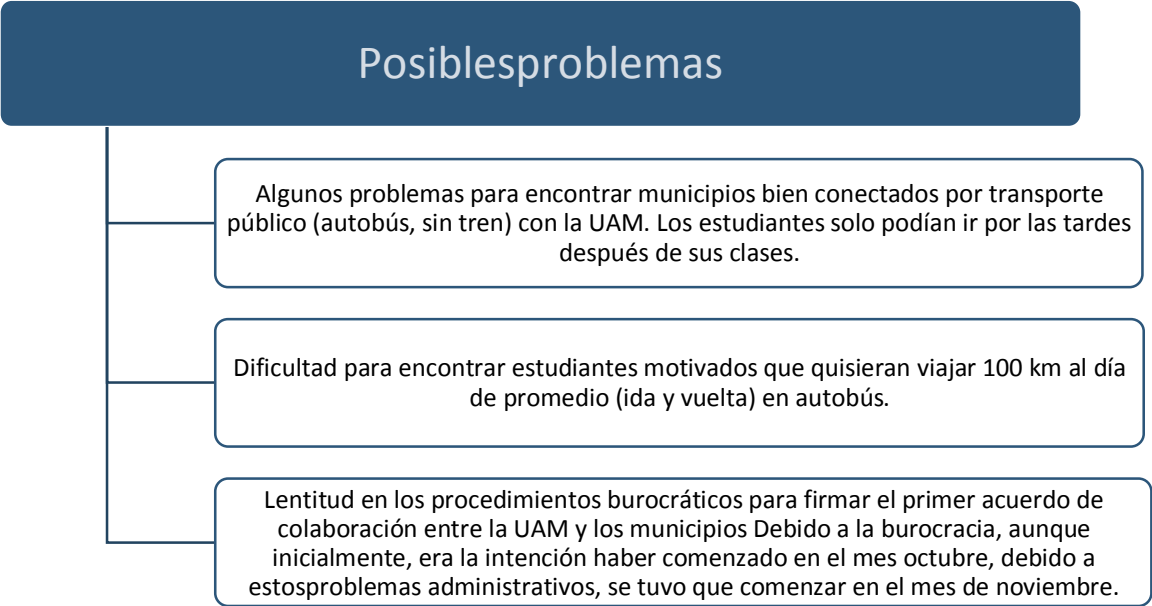 Posiblesproblemas
Algunos problemas para encontrar municipios bien conectados por transporte
público (autobús, sin tren) con la UAM. Los estudiantes solo podían ir por las tardes
después de sus clases.
Dificultad para encontrar estudiantes motivados que quisieran viajar 100 km al día
de promedio (ida y vuelta) en autobús.
Lentitud en los procedimientos burocráticos para firmar el primer acuerdo de
colaboración entre la UAM y los municipios Debido a la burocracia, aunque
inicialmente, era la intención haber comenzado en el mes octubre, debido a
estosproblemas administrativos, se tuvo que comenzar en el mes de noviembre.